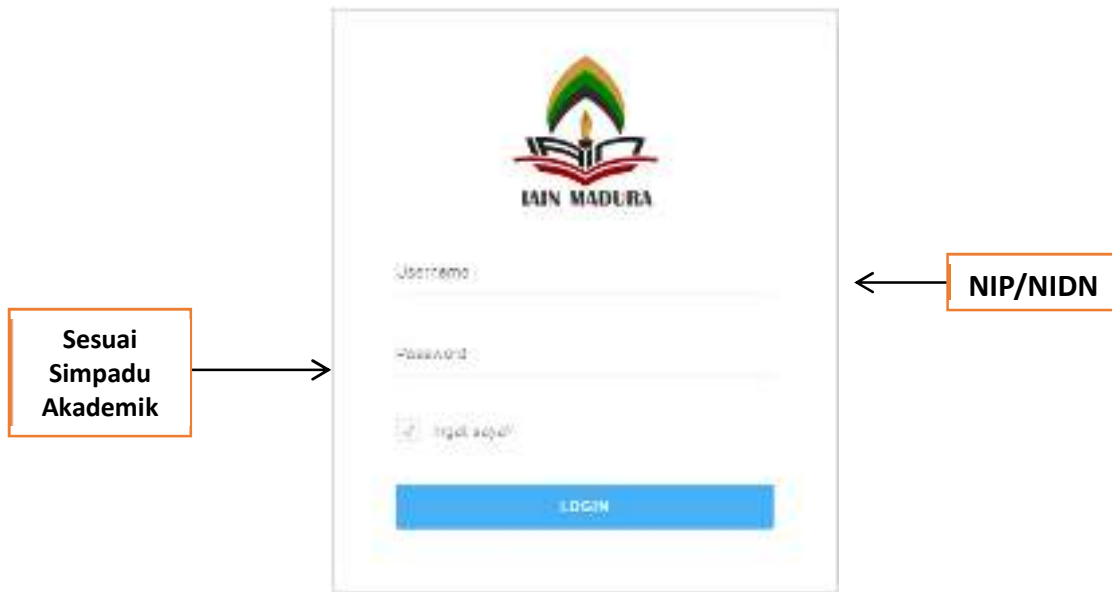 IAIN MADURA
Username
NIP/NIDN
Sesuai
Simpadu
Akademik
Password
Ingat saya?
LOGIN